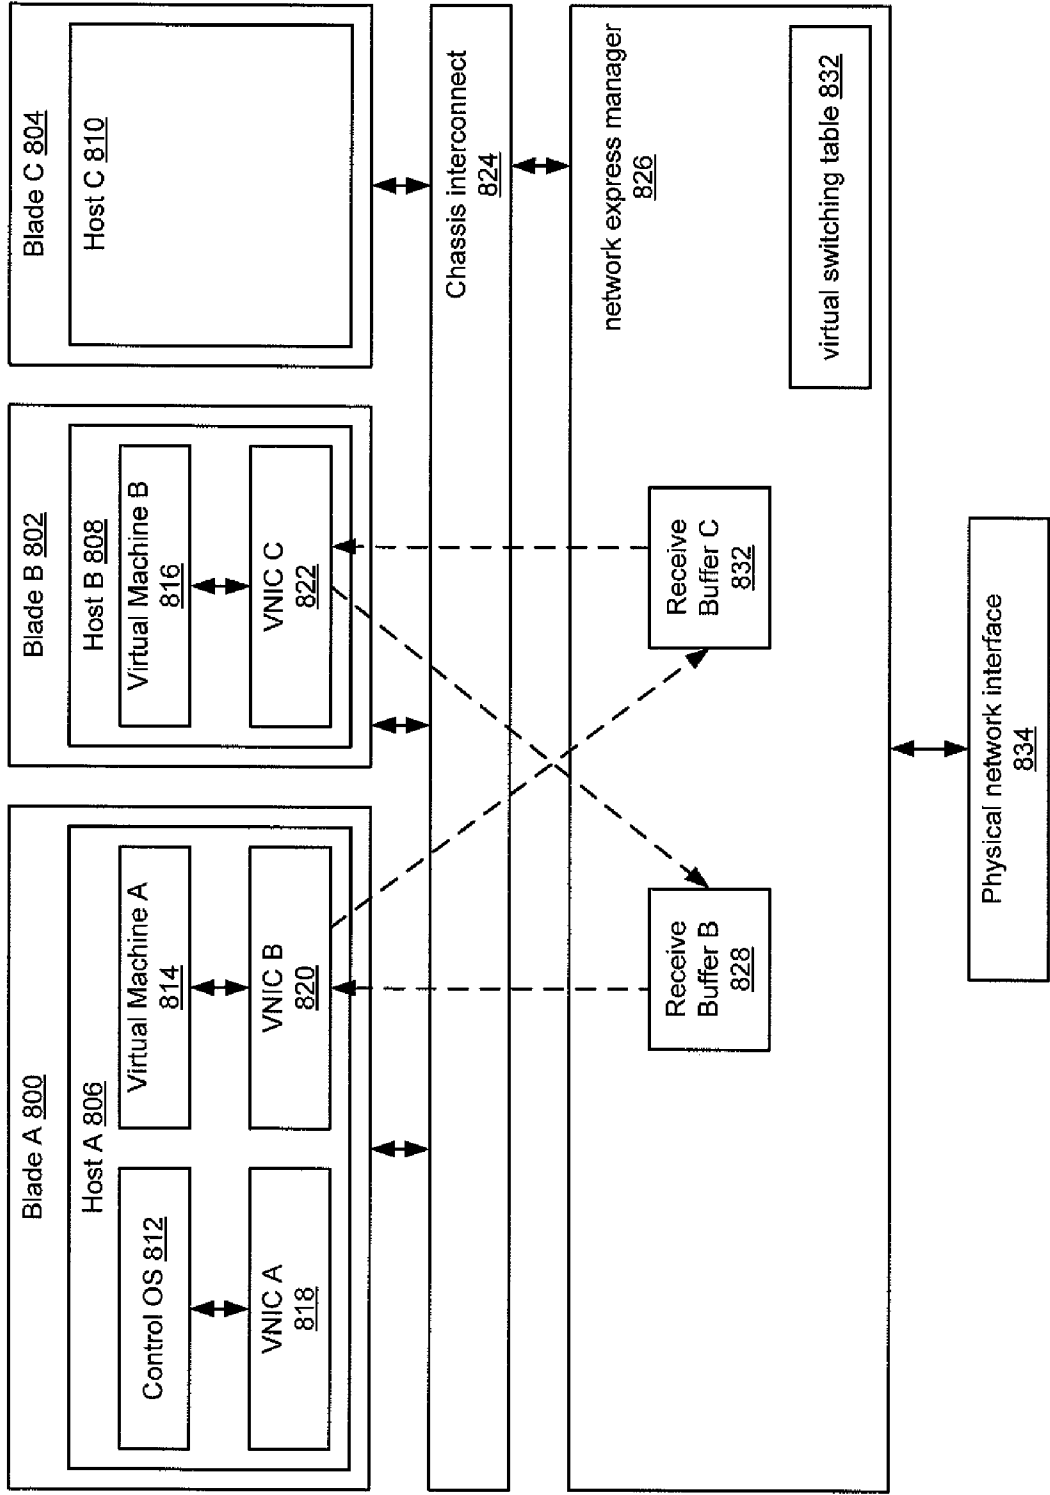 Blade A 800
Host A 806
Control OS 812
VNIC A
818
Virtual Machine A
814
VNIC B
820
Blade B 802
Host B 808
Virtual Machine B
816
VNIC C
822
Blade C 804
Host C 810
Chassis interconnect
824
network express manager
826
Receive
Buffer B
828
Receive
Buffer C
832
virtual switching table 832
Physical network interface
834